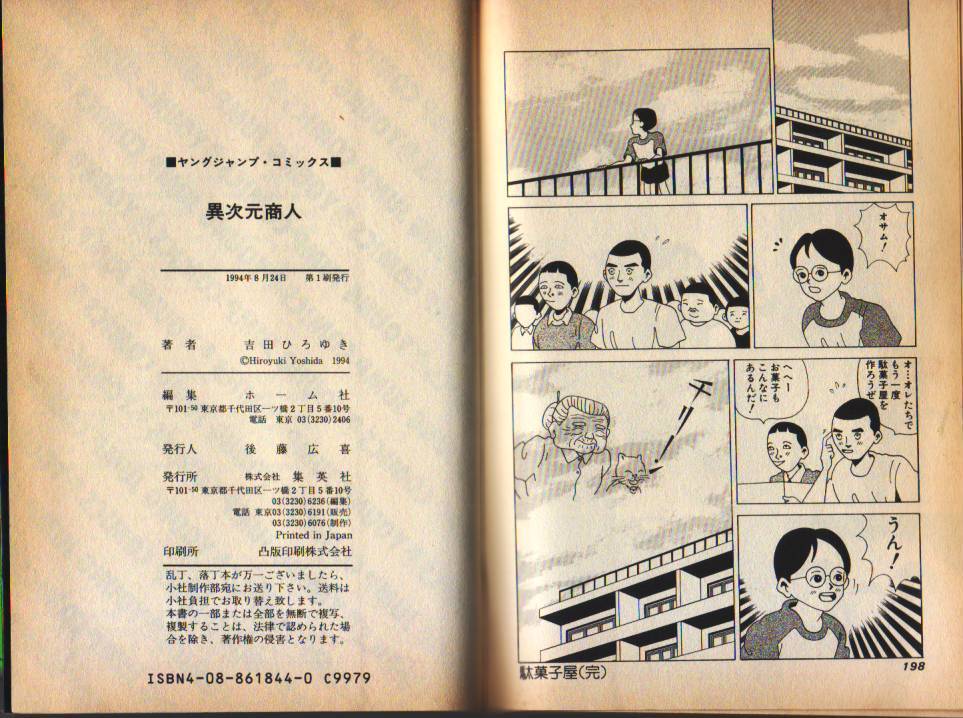 ■ヤングジャンプ・コミックス■
異次元商人
1994年8月24日 第1刷発行
著者 吉田ひろゆき
©Hiroyuki Yoshida 1994
編集 ホーム社
〒101-50 東京都千代田区一ツ橋2丁目5番10号
電話 東京 03(3230)2406
発行人 後藤広喜
発行所 株式会社 集英社
〒101-50 東京都千代田区一ツ橋2丁目5番10号
03(3230)6236(編集)
電話 東京03(3230)6191(販売)
03(3230)6076(制作)
Printed in Japan
印刷所 凸版印刷株式会社
乱丁、落丁本が万一ございましたら、
小社制作部宛にお送り下さい。送料は
小社負担でお取り替え致します。
本書の一部または全部を無断で複写、
複製することは、法律で認められた場
合を除き、著作権の侵害となります。
ISBN4-08-861844-0 C9979
オサム!
オ…オレたちで
もう一度
駄菓子屋を
作ろうぜ
へへー
お菓子も
こんなに
あるんだ!
うん!
駄菓子屋(完)
198